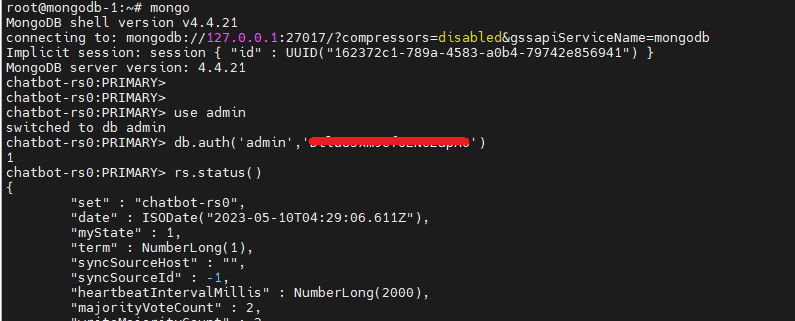 root@mongodb-1:~# mongo
MongoDB shell version v4.4.21
connecting to: mongodb://127.0.0.1:27017/?compressors=disabled&gssapiServiceName=mongodb
Implicit session: session { "id" : UUID("162372c1-789a-4583-a0b4-79742e856941") }
MongoDB server version: 4.4.21
chatbot-rs0:PRIMARY>
chatbot-rs0:PRIMARY>
chatbot-rs0:PRIMARY> use admin
switched to db admin
chatbot-rs0:PRIMARY> db.auth('admin','')
1
chatbot-rs0:PRIMARY> rs.status()
{
"set" : "chatbot-rs0",
"date" : ISODate("2023-05-10T04:29:06.611Z"),
"myState" : 1,
"term" : NumberLong(1),
"syncSourceHost" : "",
"syncSourceId" : -1,
"heartbeatIntervalMillis" : NumberLong(2000),
"majorityVoteCount" : 2,